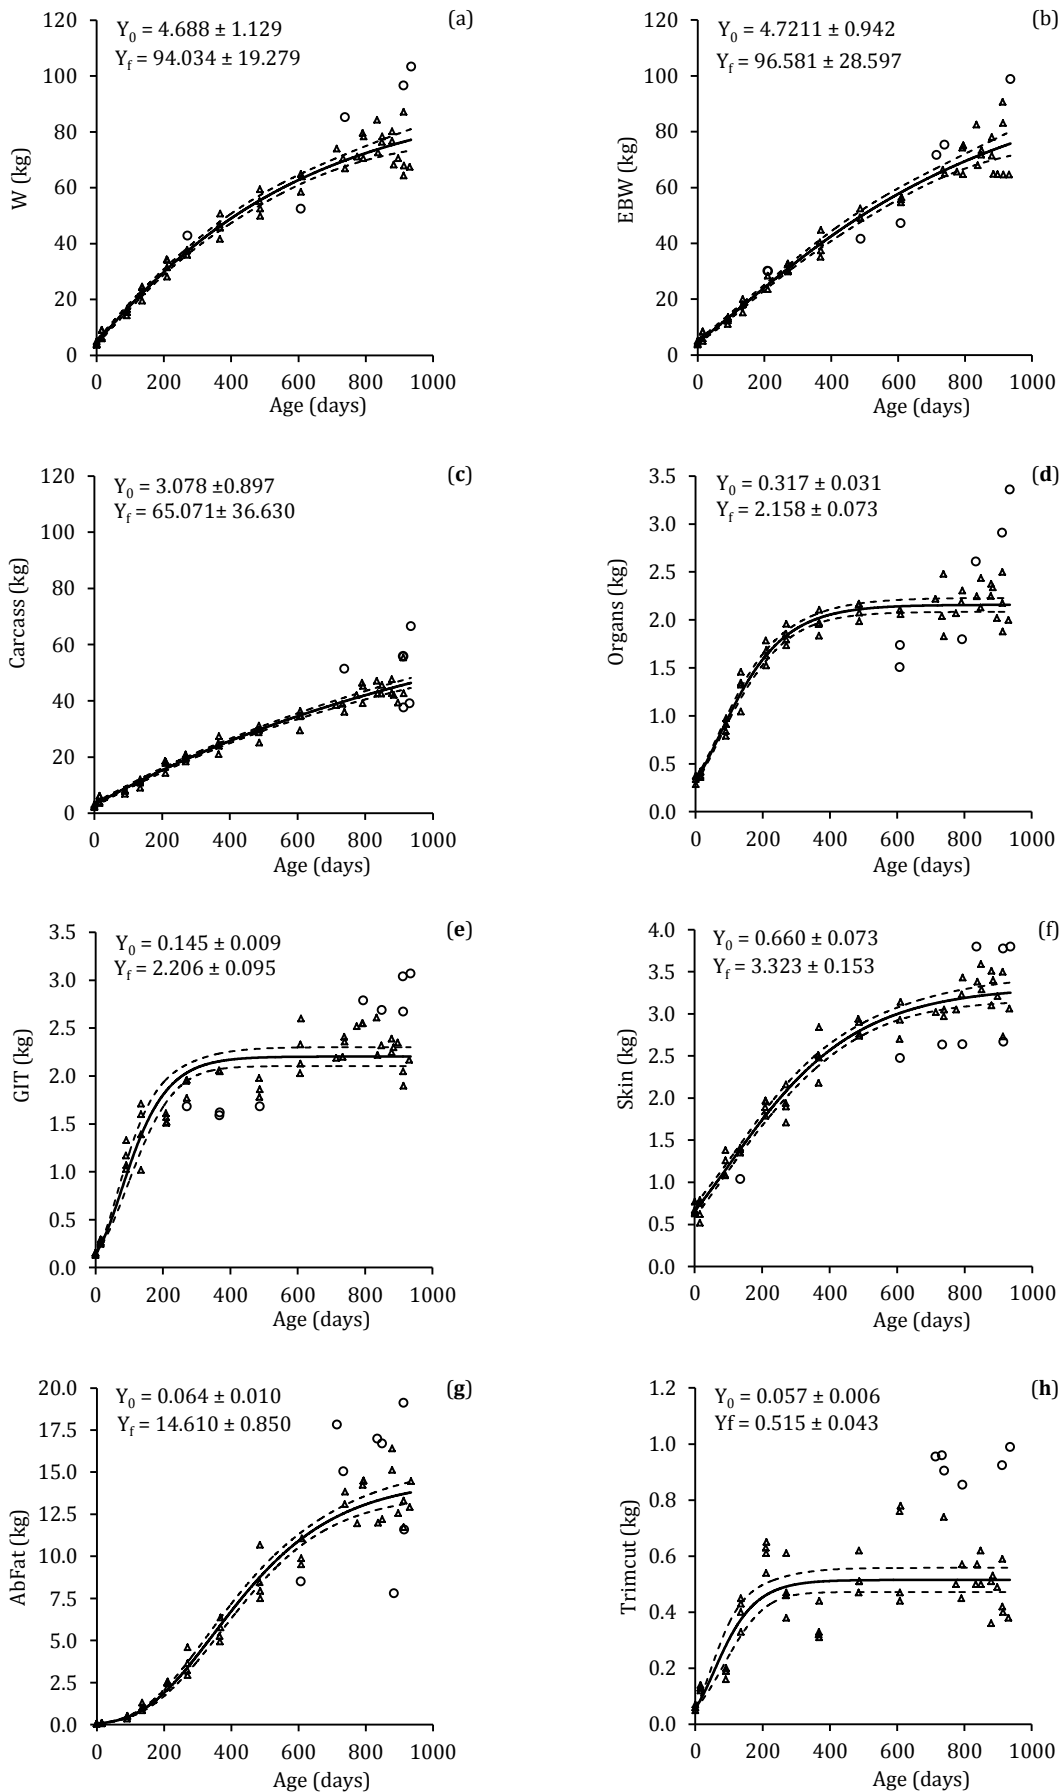 (a)
Y0 = 4.688 ± 1.129
Yf = 94.034 ± 19.279
W (kg)
120
100
80
60
40
20
0
0 200 400 600 800 1000
Age (days)
(b)
Y0 = 4.7211 ± 0.942
Yf = 96.581 ± 28.597
EBW (kg)
120
100
80
60
40
20
0
0 200 400 600 800 1000
Age (days)
(c)
Y0 = 3.078 ±0.897
Yf = 65.071± 36.630
Carcass (kg)
120
100
80
60
40
20
0
0 200 400 600 800 1000
Age (days)
(d)
Y0 = 0.317 ± 0.031
Yf = 2.158 ± 0.073
Organs (kg)
3.5
3.0
2.5
2.0
1.5
1.0
0.5
0.0
0 200 400 600 800 1000
Age (days)
(e)
Y0 = 0.145 ± 0.009
Yf = 2.206 ± 0.095
GIT (kg)
3.5
3.0
2.5
2.0
1.5
1.0
0.5
0.0
0 200 400 600 800 1000
Age (days)
(f)
Y0 = 0.660 ± 0.073
Yf = 3.323 ± 0.153
Skin (kg)
4.0
3.5
3.0
2.5
2.0
1.5
1.0
0.5
0.0
0 200 400 600 800 1000
Age (days)
(g)
Y0 = 0.064 ± 0.010
Yf = 14.610 ± 0.850
AbFat (kg)
20.0
17.5
15.0
12.5
10.0
7.5
5.0
2.5
0.0
0 200 400 600 800 1000
Age (days)
(h)
Y0 = 0.057 ± 0.006
Yf = 0.515 ± 0.043
Trimcut (kg)
1.2
1.0
0.8
0.6
0.4
0.2
0.0
0 200 400 600 800 1000
Age (days)